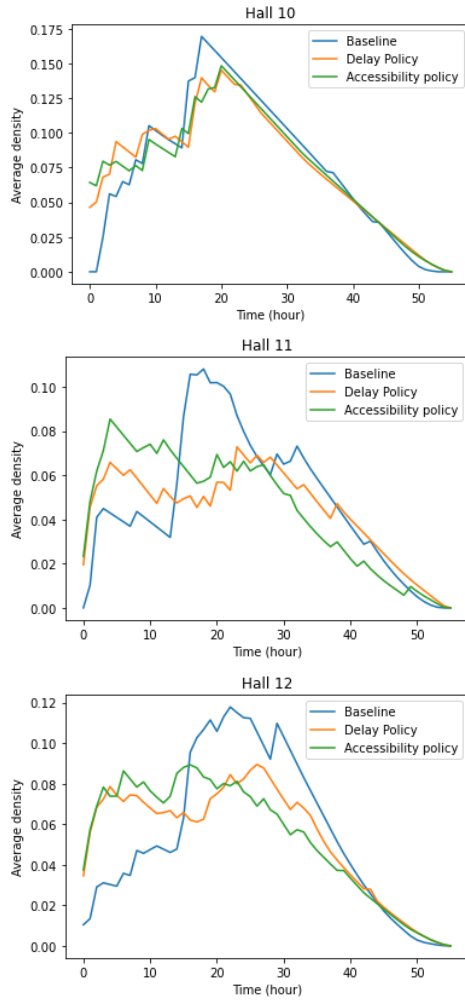 Hall 10
0.175
0.150
0.125
0.100
0.075
0.050
0.025
0.000
Average density
Baseline
Delay Policy
Accessibility policy
0 10 20 30 40 50
Time (hour)
Hall 11
0.10
0.08
0.06
0.04
0.02
0.00
Average density
Baseline
Delay Policy
Accessibility policy
0 10 20 30 40 50
Time (hour)
Hall 12
0.12
0.10
0.08
0.06
0.04
0.02
0.00
Average density
Baseline
Delay Policy
Accessibility policy
0 10 20 30 40 50
Time (hour)